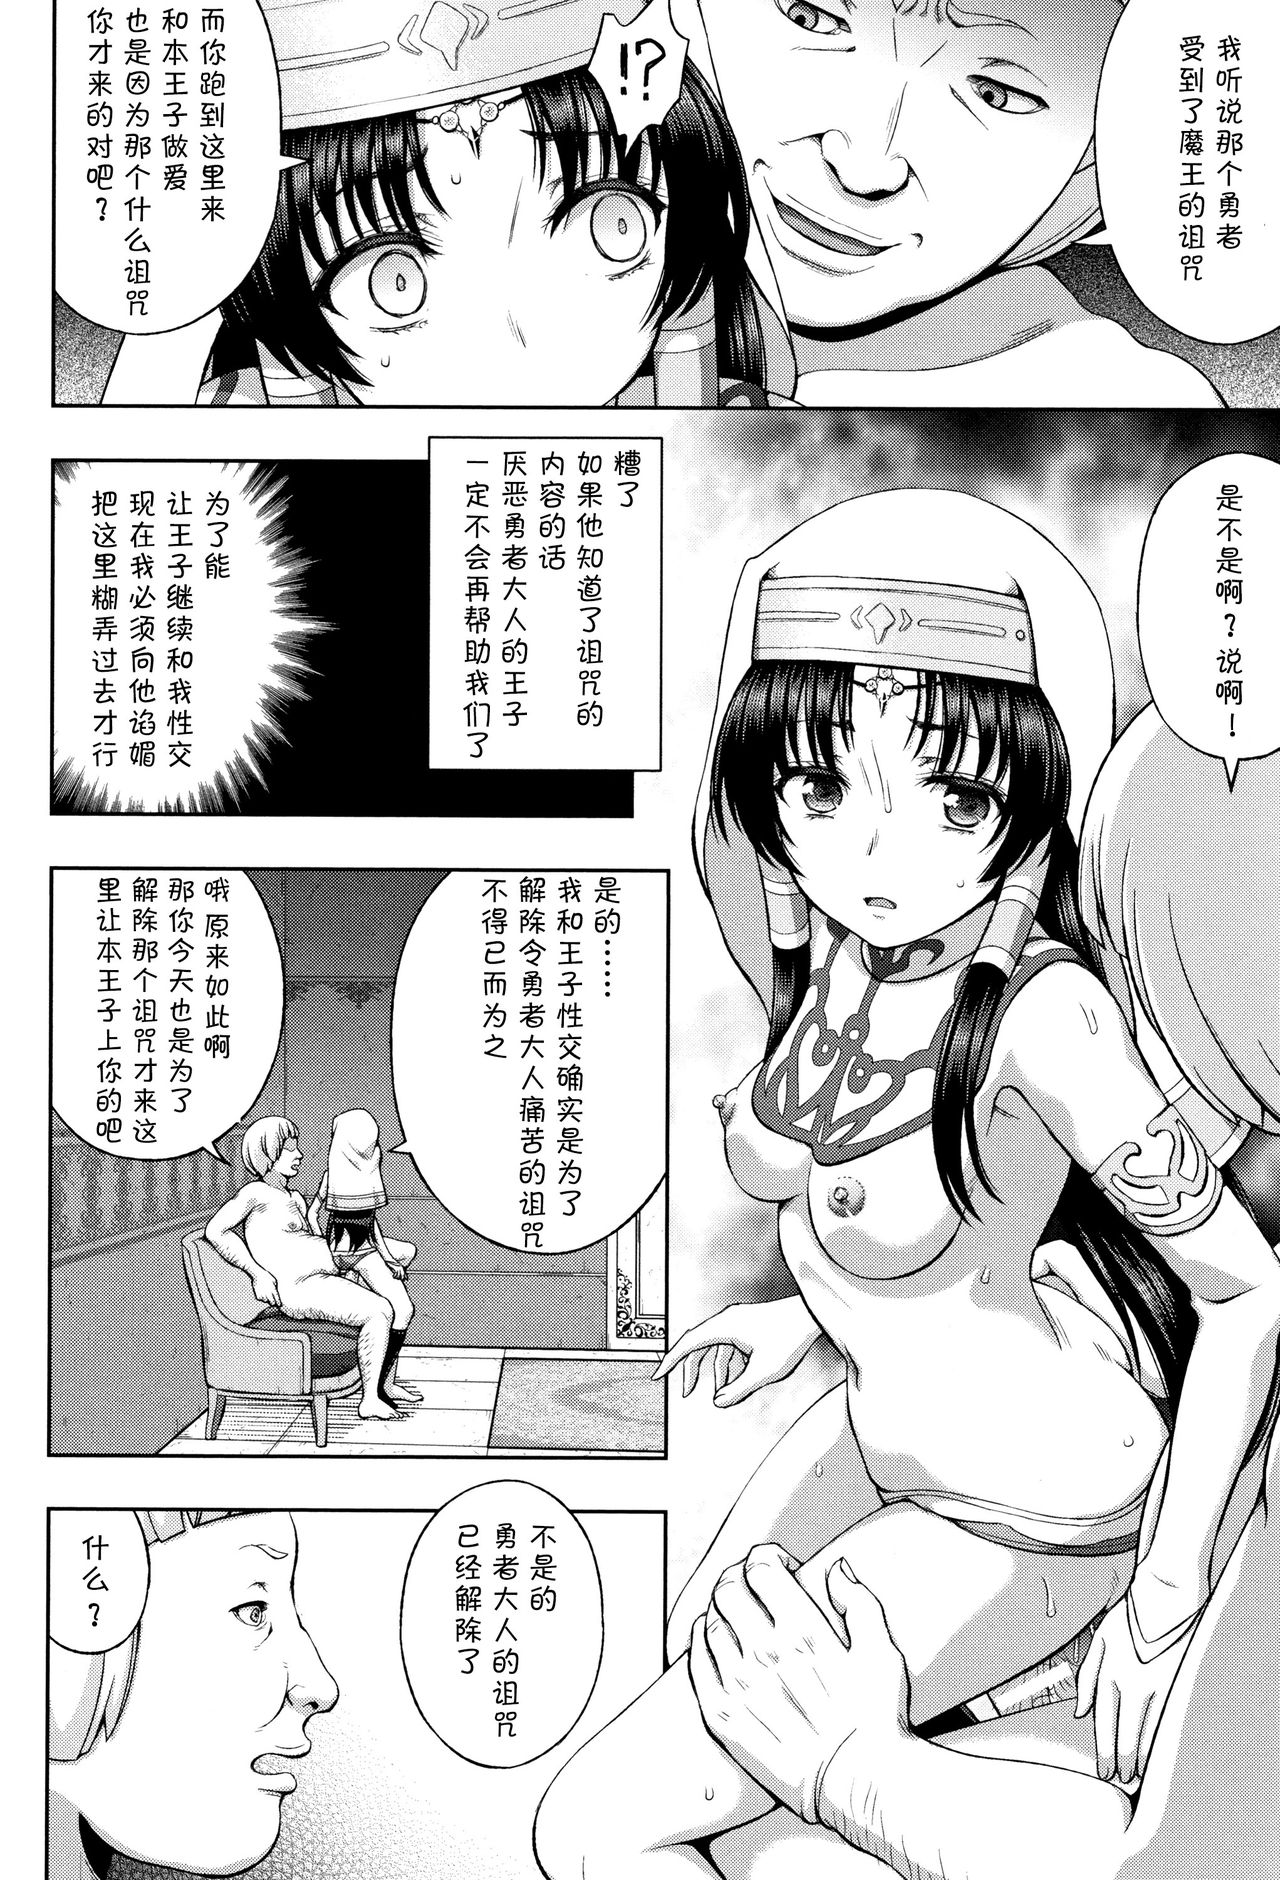 我听说那个勇者
受到了魔王的诅咒
!?
而你跑到这里来
和本王子做爱
也是因为那个什么诅咒
你才来的对吧？
是不是啊？说啊！
糟了
如果他知道了诅咒的
内容的话
厌恶勇者大人的王子
一定不会再帮助我们了
为了能
让王子继续和我性交
现在我必须向他谄媚
把这里糊弄过去才行
是的……
我和王子性交确实是为了
解除令勇者大人痛苦的诅咒
不得已而为之
哦原来如此啊
那你今天也是为了
解除那个诅咒才来这
里让本王子上你的吧
不是的
勇者大人的诅咒
已经解除了
什么？